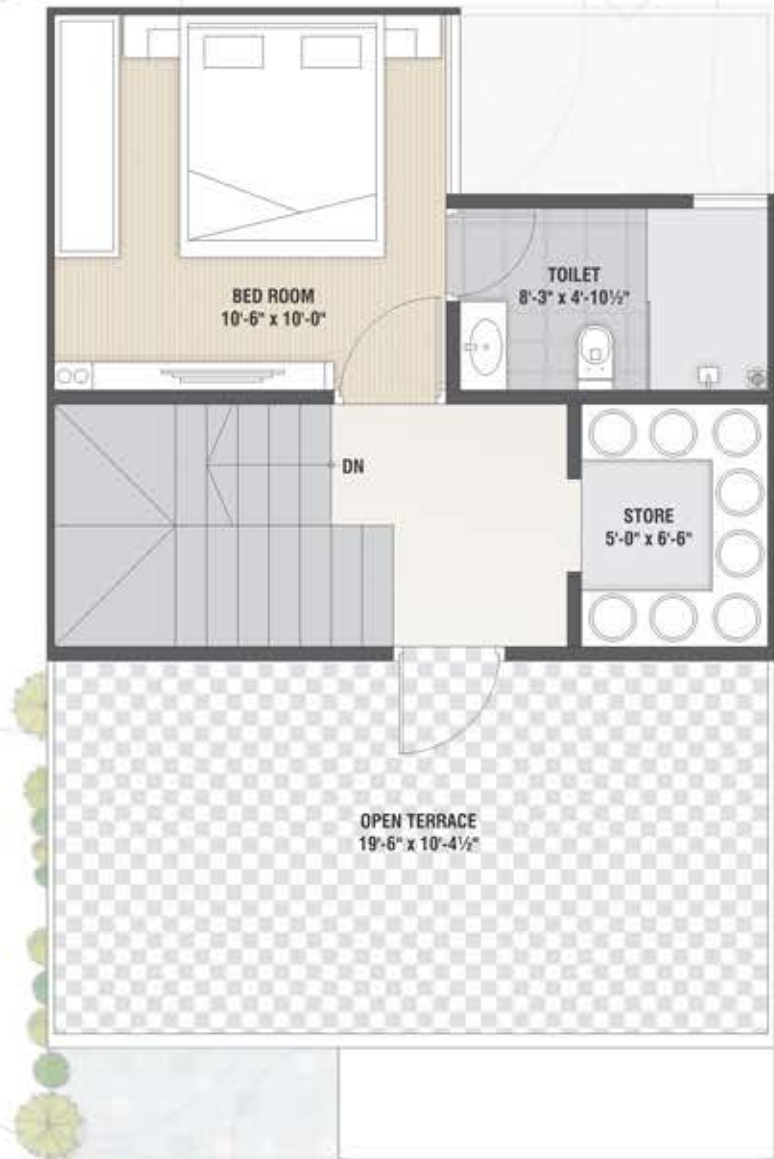 BED ROOM
10'-6" x 10'-0"
TOILET
8'-3" x 4'-10½"
DN
STORE
5'-0" x 6'-6"
OPEN TERRACE
19'-6" x 10'-4½"